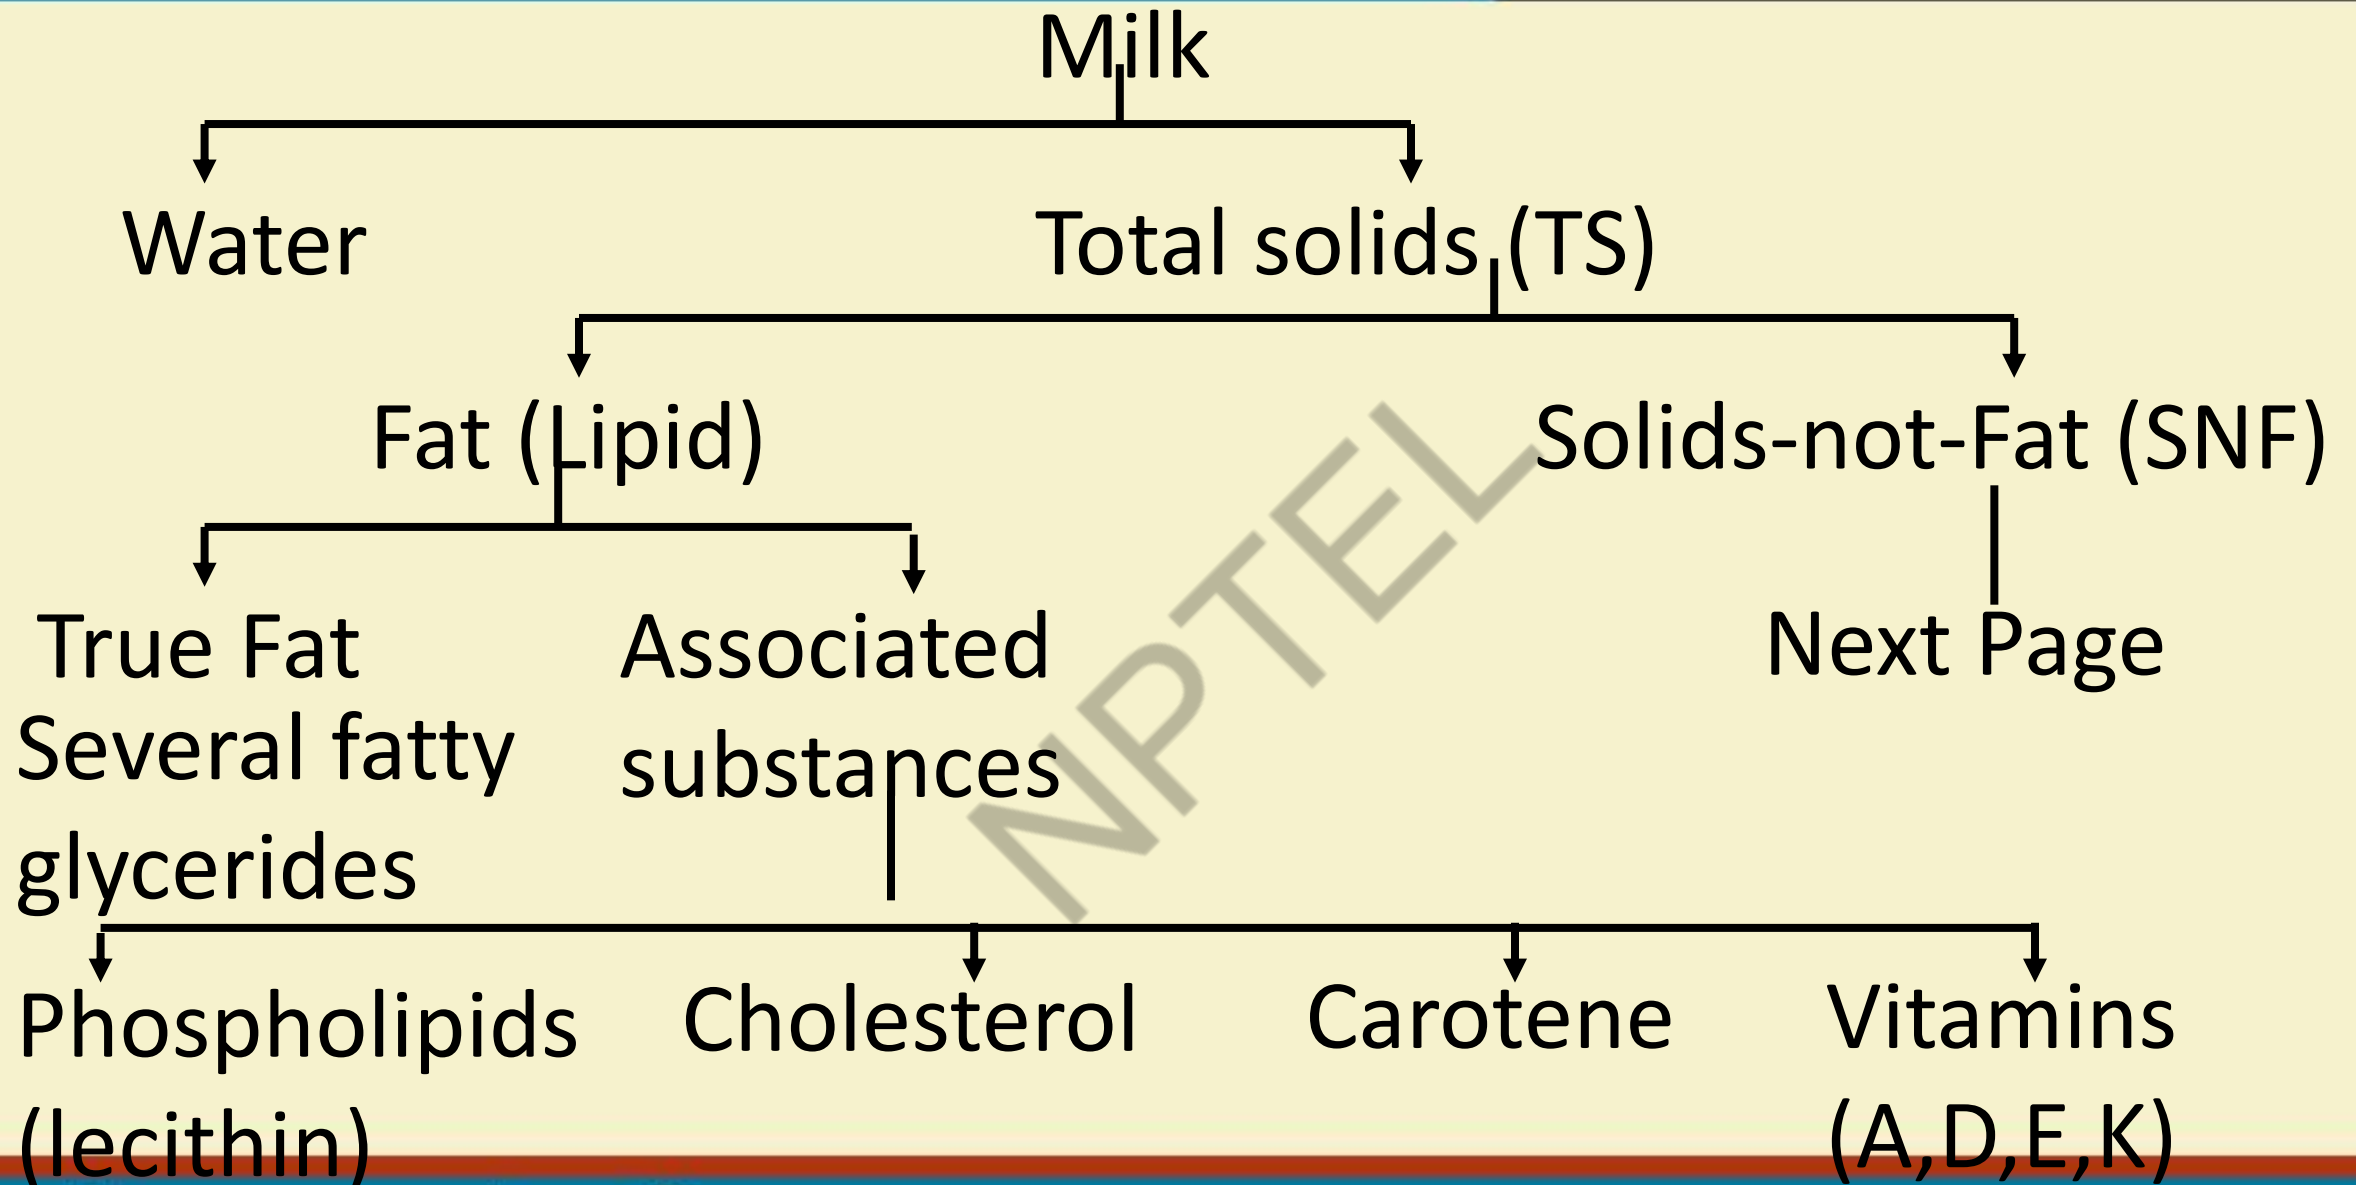 Milk
Water
Total solids (TS)
Fat (Lipid)
Solids-not-Fat (SNF)
True Fat
Several fatty
glycerides
Associated
substances
Next Page
Phospholipids
(lecithin)
Cholesterol
Carotene
Vitamins
(A,D,E,K)
NPTEL